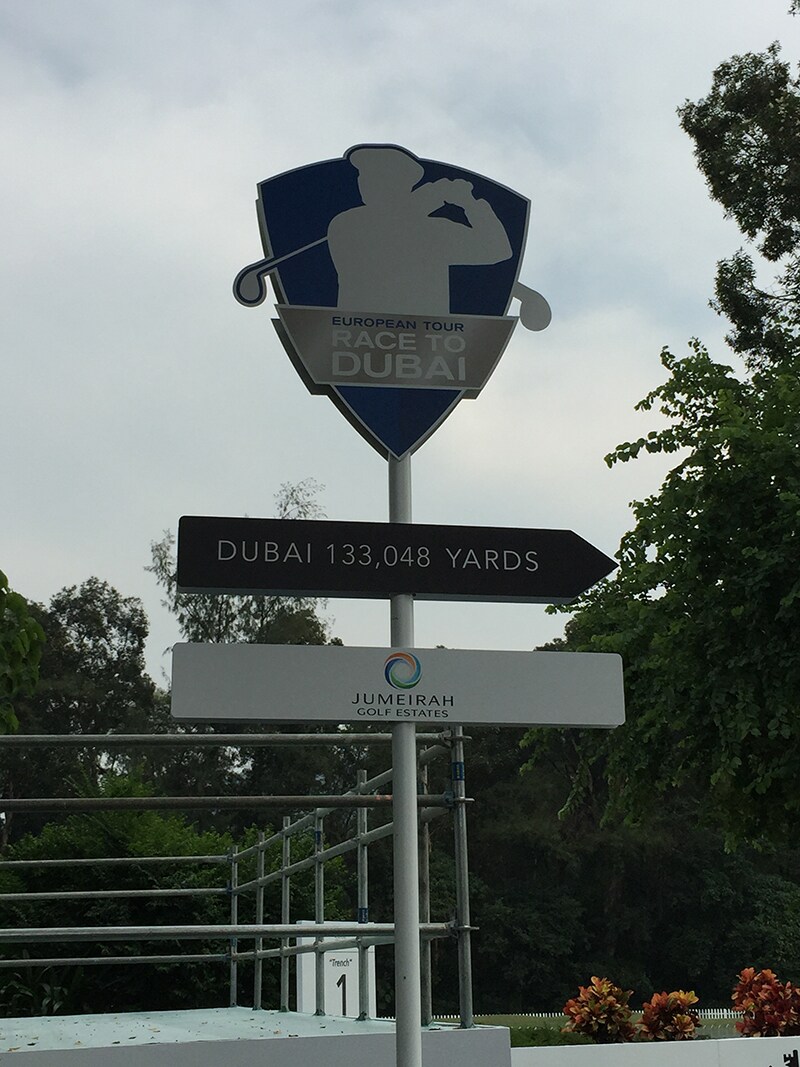 EUROPEAN TOUR
RACE TO
DUBAI
DUBAI 133,048 YARDS
JUMEIRAH
GOLF ESTATES
"Trench"
1